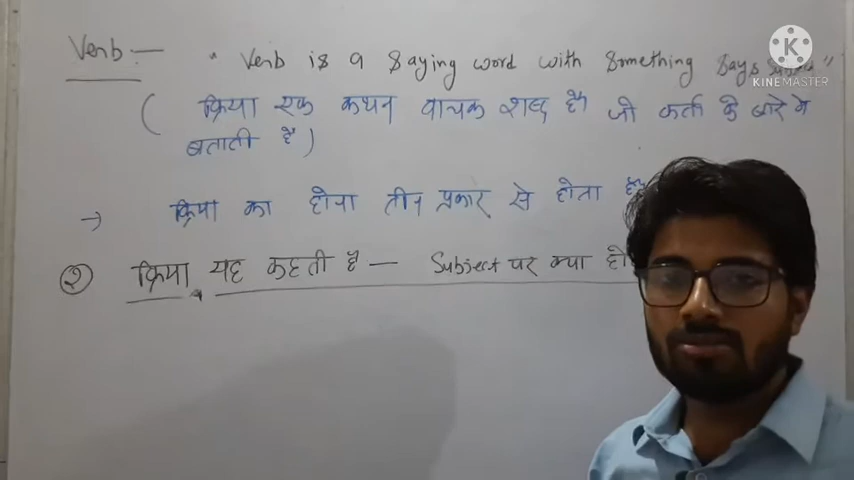 Verb :—
" Verb is a saying word with something says
( क्रिया एक कथन वाचक शब्द है जो कर्ता के बारे मे
बताती है )
→ क्रिया का होना तीन प्रकार से होता है
② क्रिया यह कहती है — Subject पर क्या
K
KINEMASTER